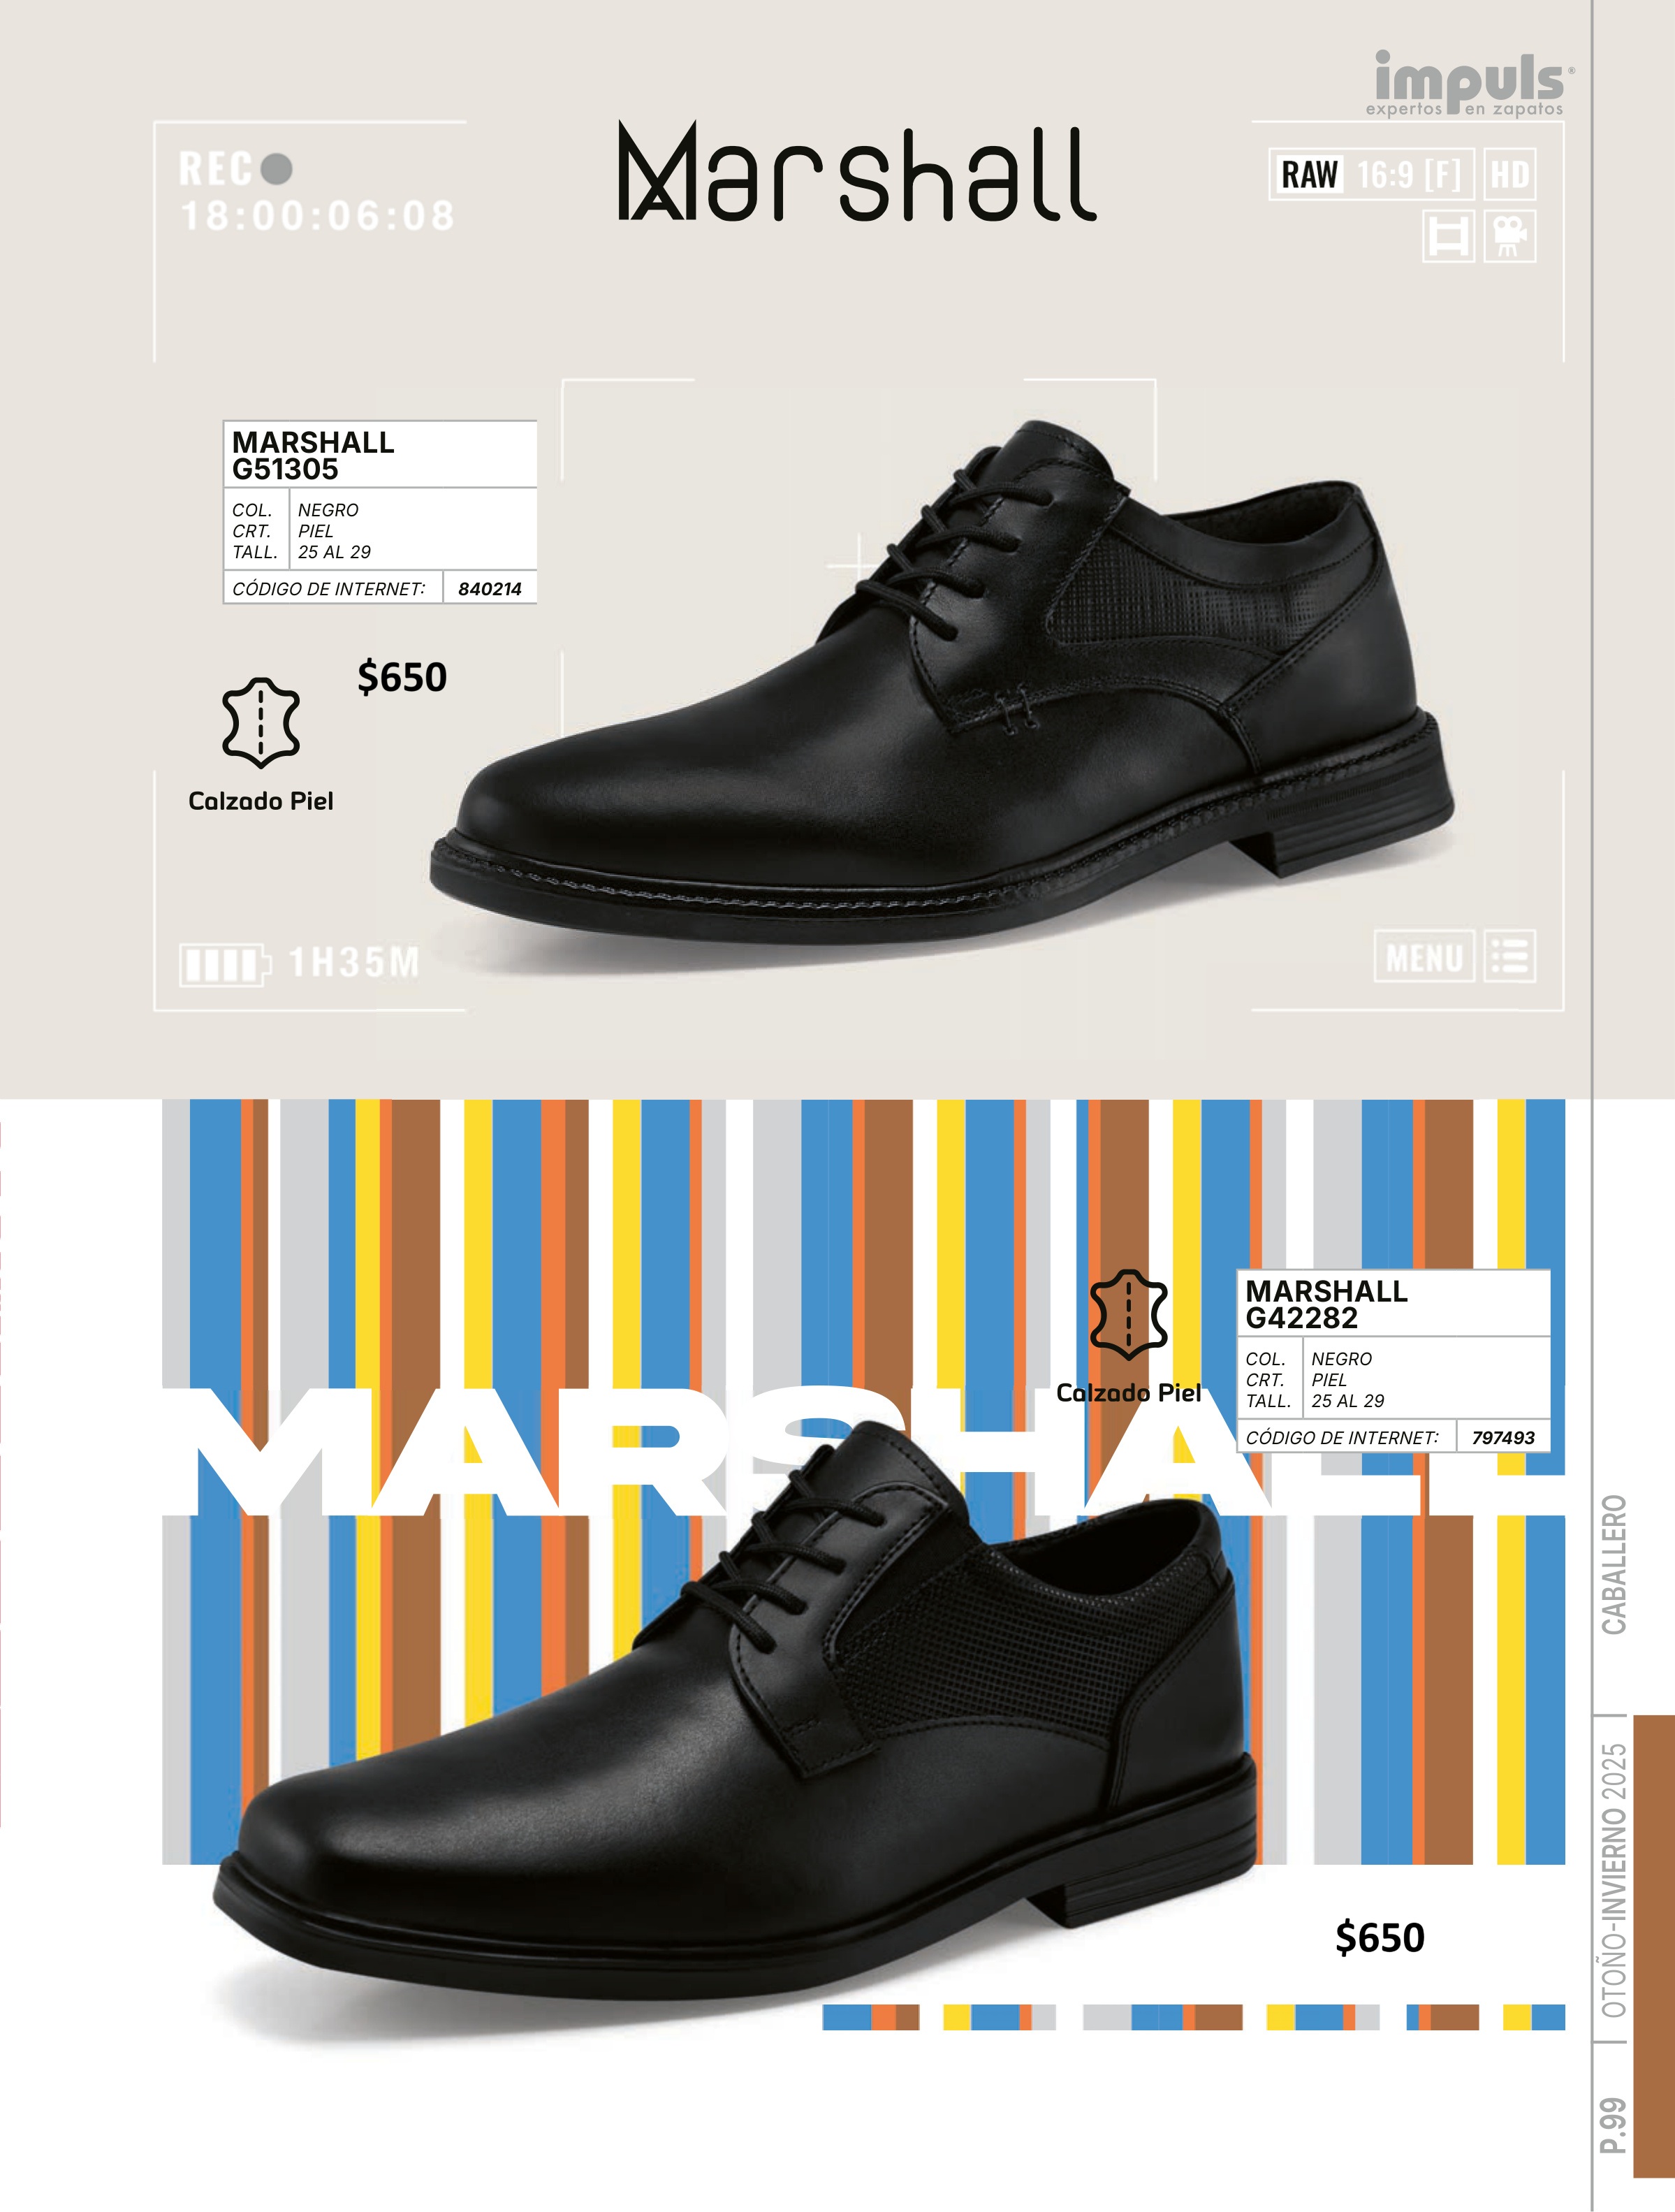 impuls®
expertos en zapatos
REC
18:00:06:08
Marshall
RAW 16:9 [F] HD
MARSHALL
G51305
COL. NEGRO
CRT. PIEL
TALL. 25 AL 29
CÓDIGO DE INTERNET: 840214
$650
Calzado Piel
1H35M
MENU
MARSHALL
G42282
COL. NEGRO
CRT. PIEL
TALL. 25 AL 29
CÓDIGO DE INTERNET: 797493
Calzado Piel
MARSHALL
$650
CABALLERO
OTOÑO-INVIERNO 2025
P.99